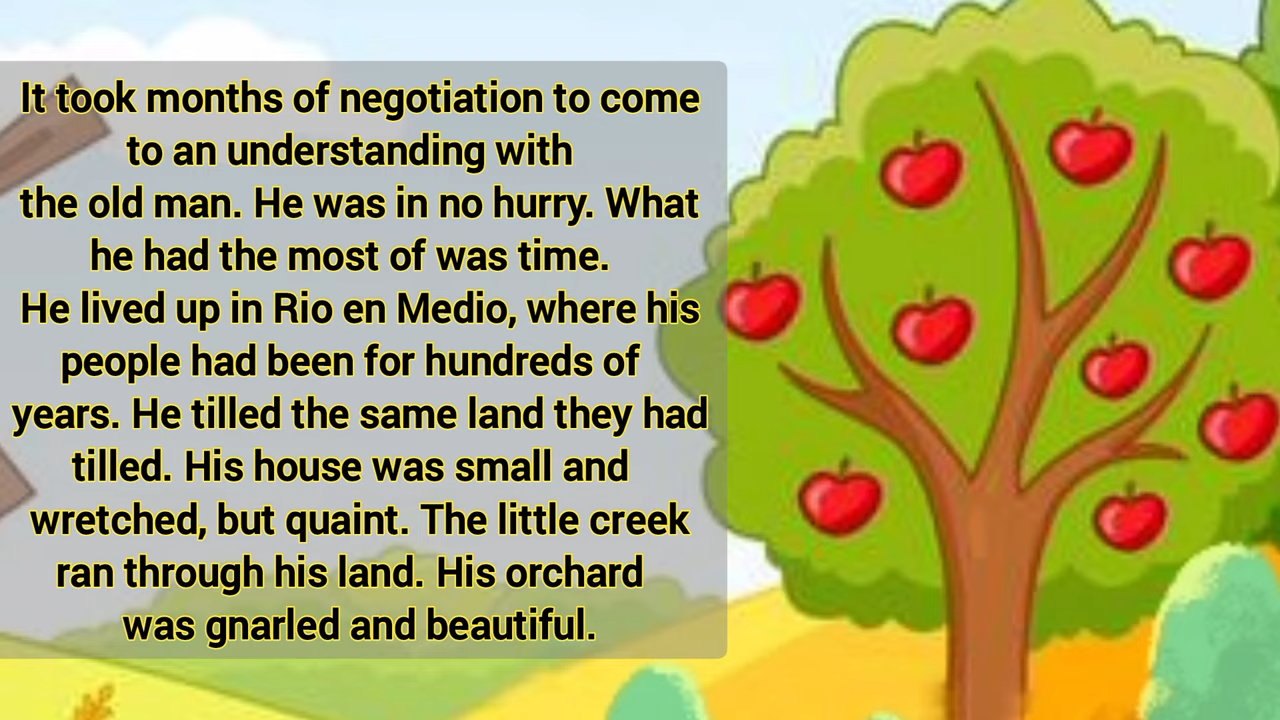 It took months of negotiation to come
to an understanding with
the old man. He was in no hurry. What
he had the most of was time.
He lived up in Rio en Medio, where his
people had been for hundreds of
years. He tilled the same land they had
tilled. His house was small and
wretched, but quaint. The little creek
ran through his land. His orchard
was gnarled and beautiful.